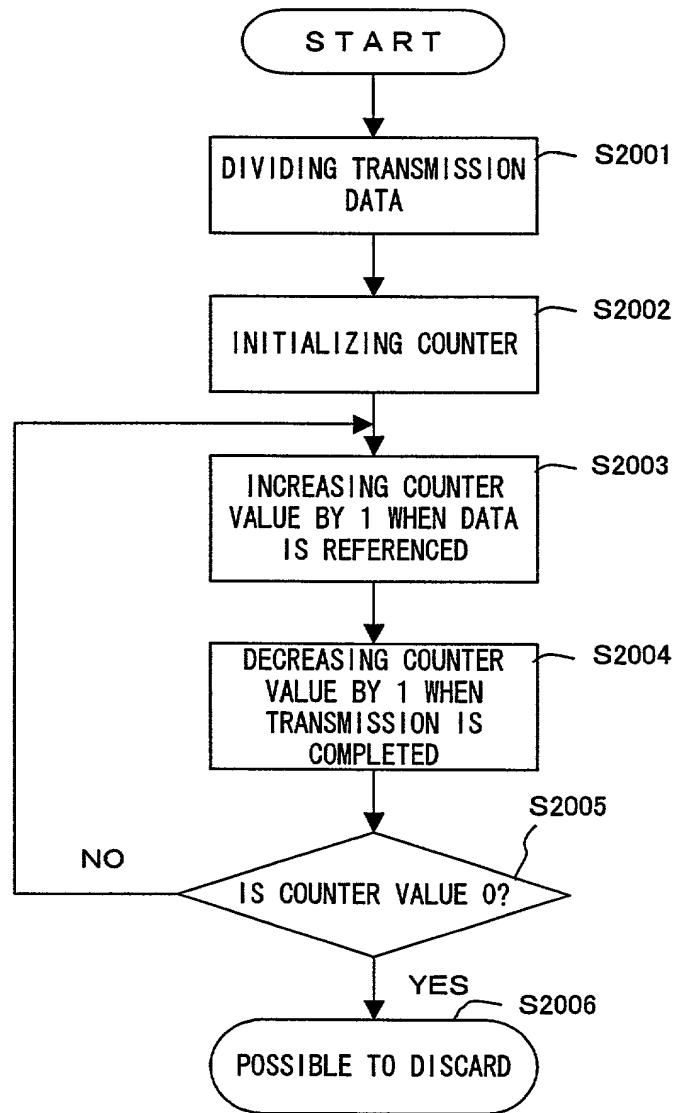 START
DIVIDING TRANSMISSION
DATA
S2001
INITIALIZING COUNTER
S2002
INCREASING COUNTER
VALUE BY 1 WHEN DATA
IS REFERENCED
S2003
DECREASING COUNTER
VALUE BY 1 WHEN
TRANSMISSION IS
COMPLETED
S2004
IS COUNTER VALUE 0?
S2005
NO
YES
POSSIBLE TO DISCARD
S2006